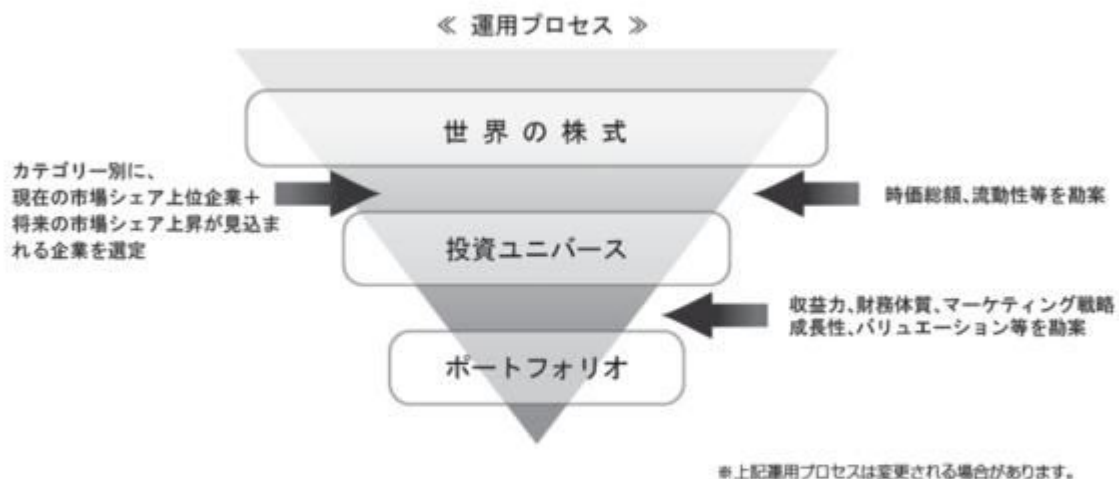 ≪ 運用プロセス ≫
世界の株式
カテゴリー別に、
現在の市場シェア上位企業＋
将来の市場シェア上昇が見込ま
れる企業を選定
時価総額、流動性等を勘案
投資ユニバース
収益力、財務体質、マーケティング戦略
成長性、バリュエーション等を勘案
ポートフォリオ
※上記運用プロセスは変更される場合があります。